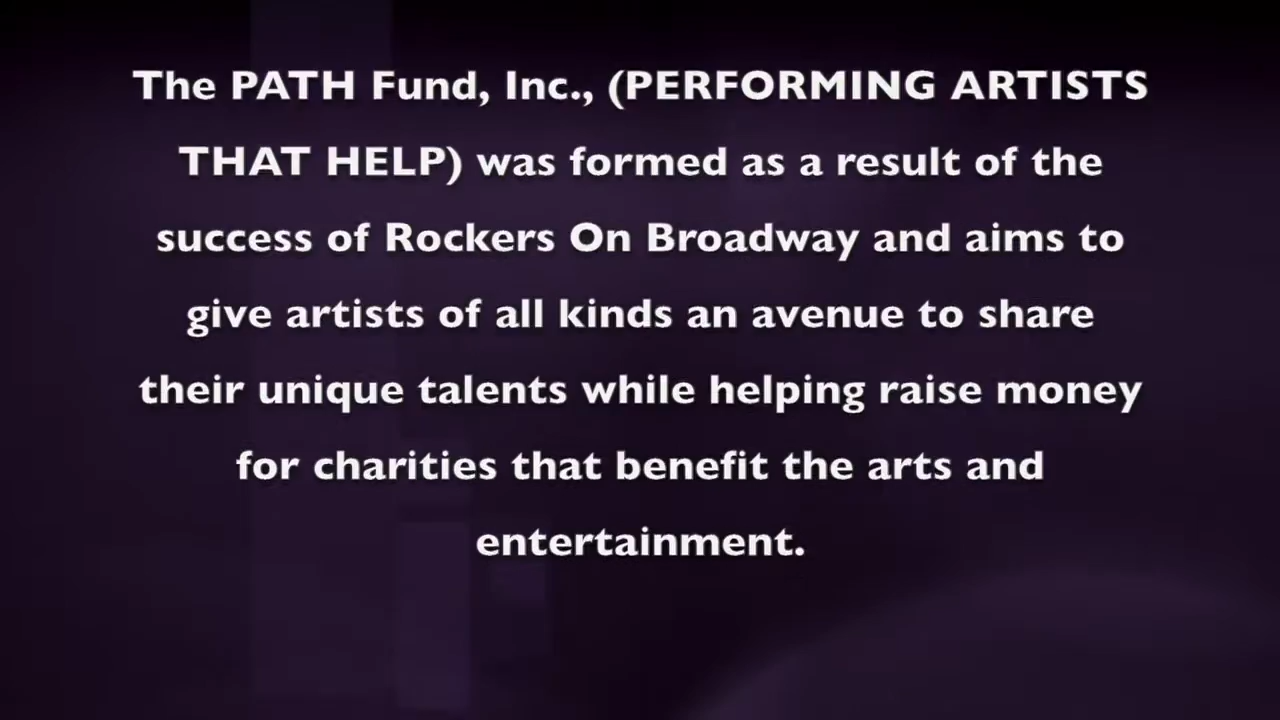 The PATH Fund, Inc., (PERFORMING ARTISTS
THAT HELP) was formed as a result of the
success of Rockers On Broadway and aims to
give artists of all kinds an avenue to share
their unique talents while helping raise money
for charities that benefit the arts and
entertainment.